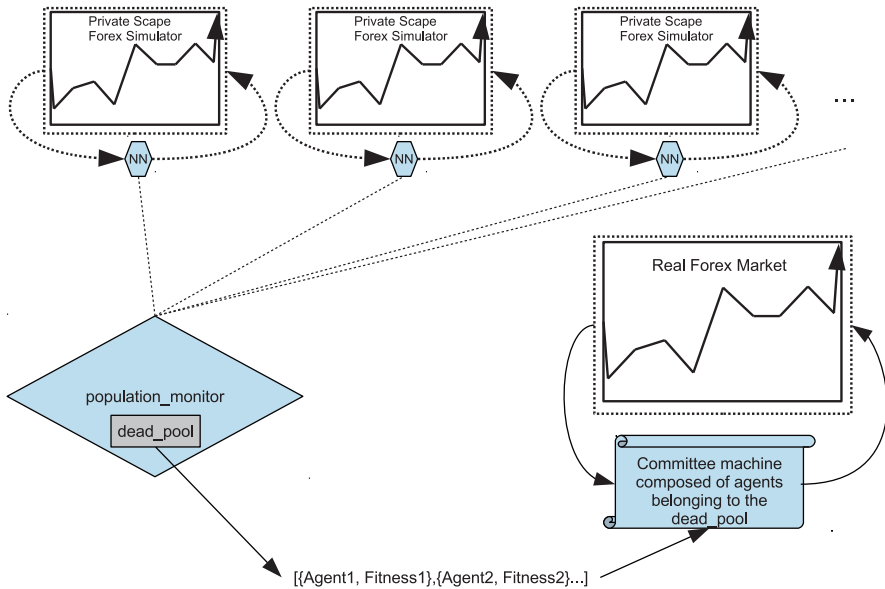 Private Scape
Forex Simulator
Private Scape
Forex Simulator
Private Scape
Forex Simulator
...
NN
NN
NN
Real Forex Market
population_monitor
dead_pool
Committee machine
composed of agents
belonging to the
dead_pool
[{Agent1, Fitness1},{Agent2, Fitness2}...]